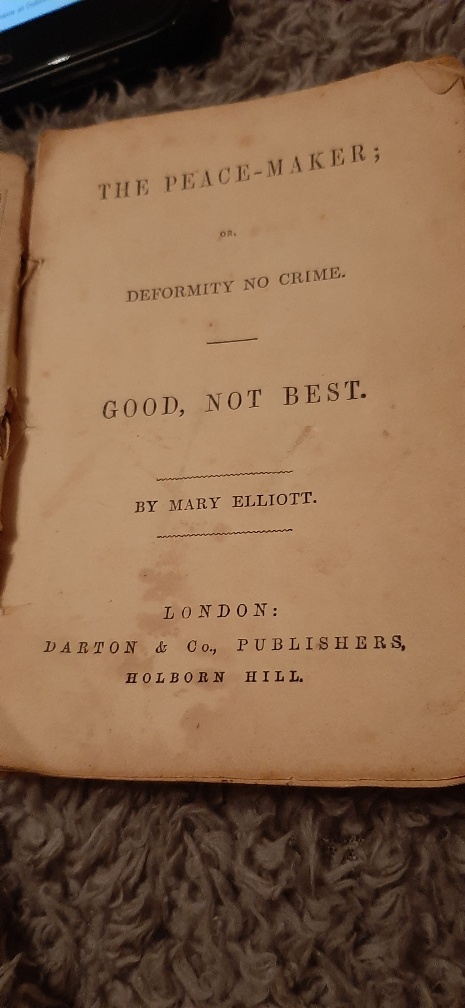 THE PEACE-MAKER;
OR,
DEFORMITY NO CRIME.
GOOD, NOT BEST.
BY MARY ELLIOTT.
LONDON:
DARTON & Co., PUBLISHERS,
HOLBORN HILL.